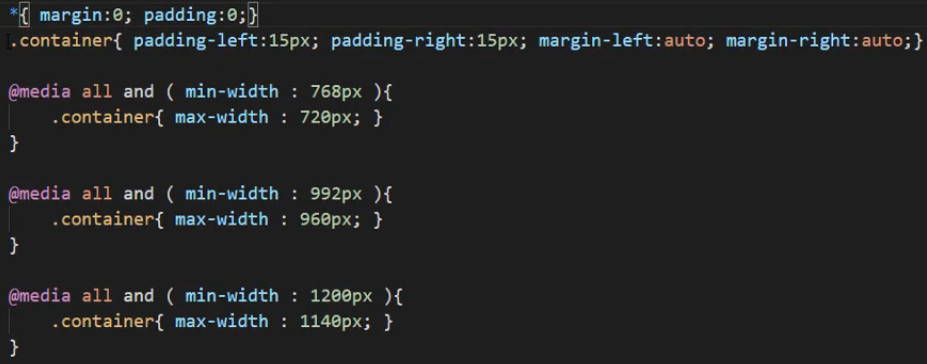 *{ margin:0; padding:0;}
.container{ padding-left:15px; padding-right:15px; margin-left:auto; margin-right:auto;}
@media all and ( min-width : 768px ){
.container{ max-width : 720px; }
}
@media all and ( min-width : 992px ){
.container{ max-width : 960px; }
}
@media all and ( min-width : 1200px ){
.container{ max-width : 1140px; }
}